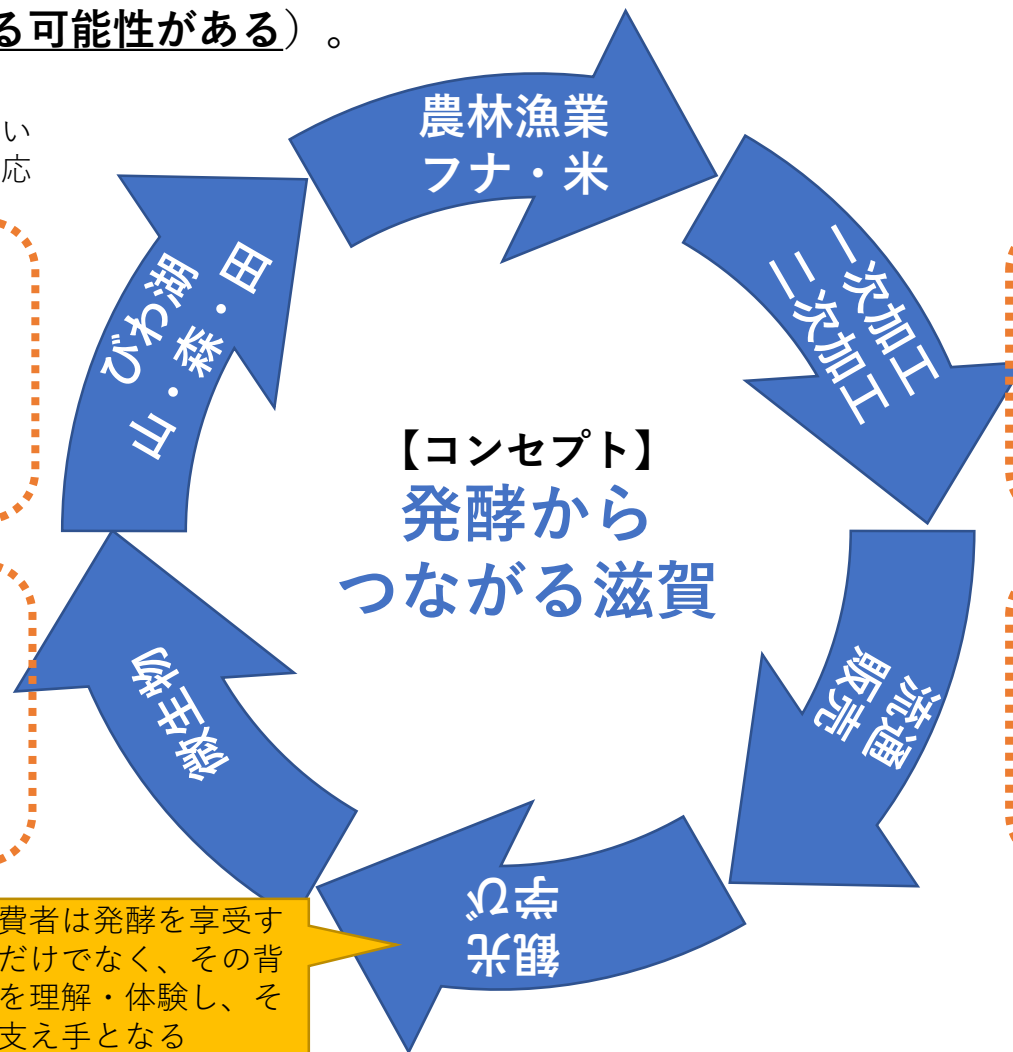 る可能性がある）。
い
応
農林漁業
フナ・米
一次加工
二次加工
流通
販売
観光
学び
微生物
びわ湖
山・森・田
【コンセプト】
発酵から
つながる滋賀
費者は発酵を享受す
だけでなく、その背
を理解・体験し、そ
支え手となる